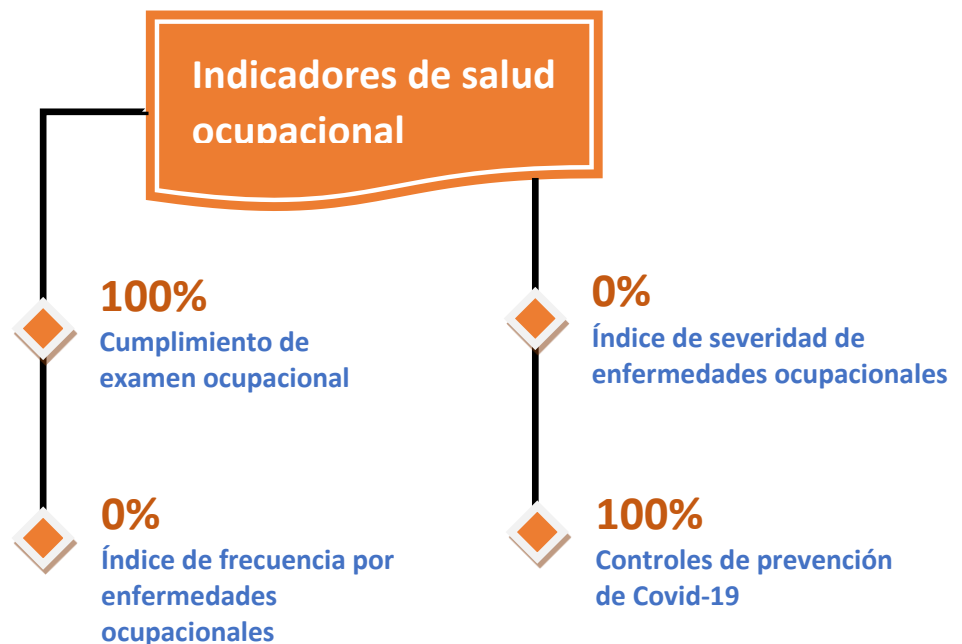 Indicadores de salud
ocupacional
100%
Cumplimiento de
examen ocupacional
0%
Índice de frecuencia por
enfermedades
ocupacionales
0%
Índice de severidad de
enfermedades ocupacionales
100%
Controles de prevención
de Covid-19